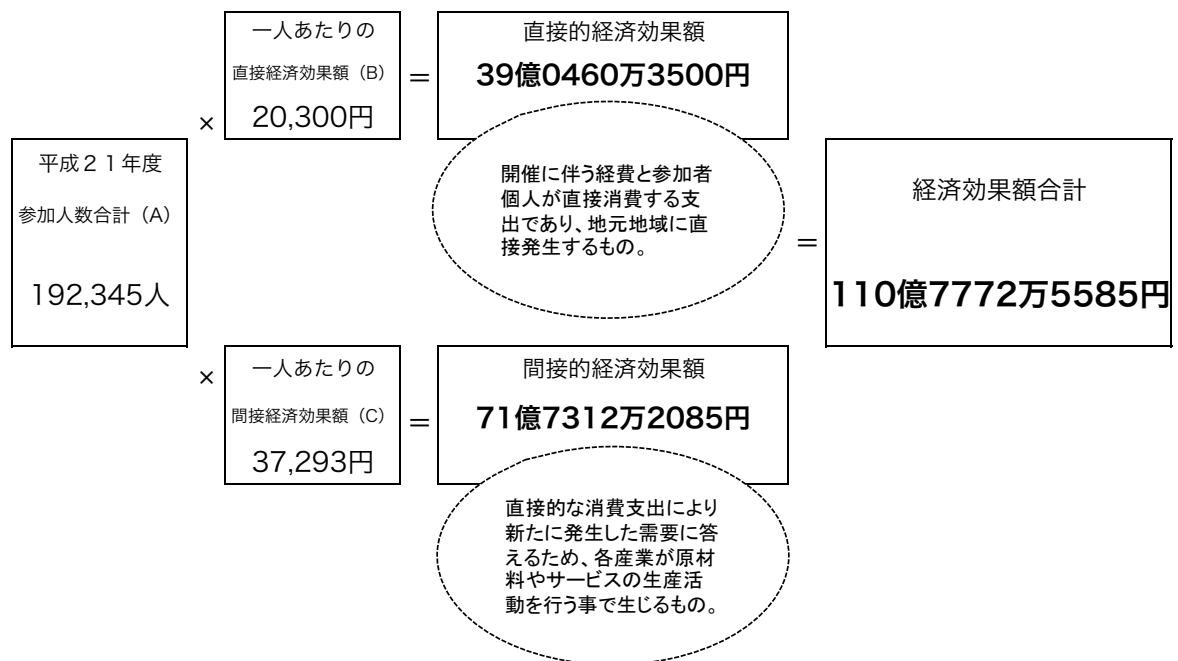 平成２１年度
参加人数合計（A）
192,345人
×
一人あたりの
直接経済効果額（B）
20,300円
＝
直接的経済効果額
39億0460万3500円
開催に伴う経費と参加者
個人が直接消費する支
出であり、地元地域に直
接発生するもの。
×
一人あたりの
間接経済効果額（C）
37,293円
＝
間接的経済効果額
71億7312万2085円
直接的な消費支出により
新たに発生した需要に答
えるため、各産業が原材
料やサービスの生産活
動を行う事で生じるもの。
＝
経済効果額合計
110億7772万5585円